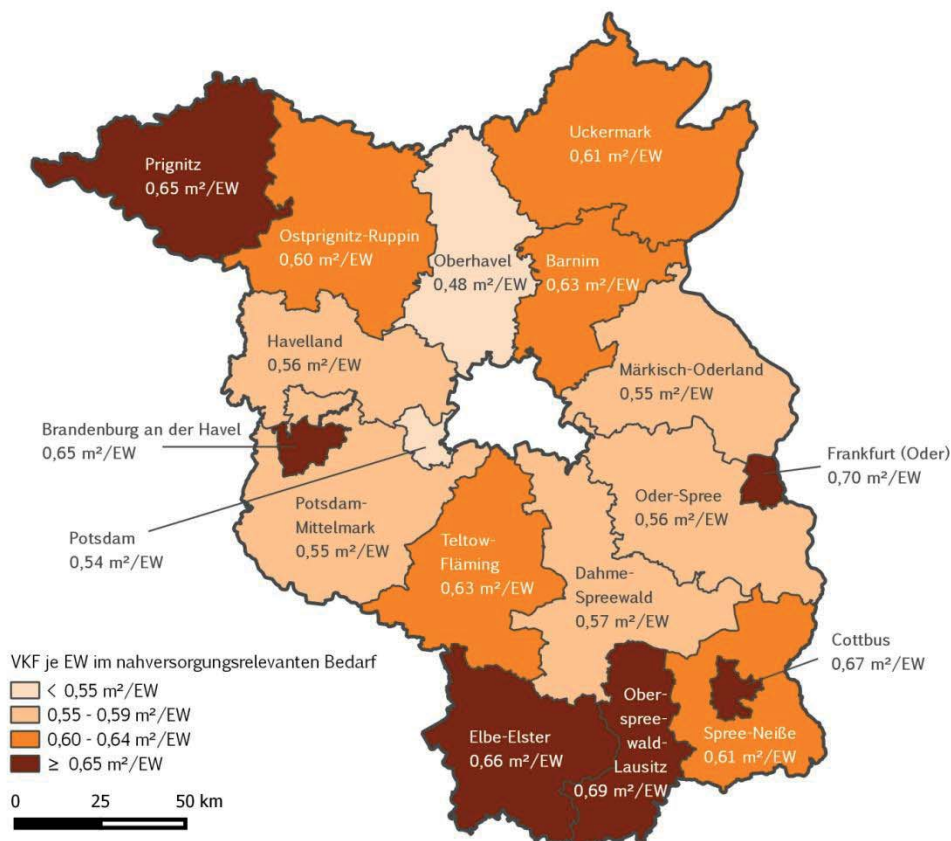 Uckermark
0,61 m²/EW
Prignitz
0,65 m²/EW
Ostprignitz-Ruppin
0,60 m²/EW
Oberhavel
0,48 m²/EW
Barnim
0,63 m²/EW
Havelland
0,56 m²/EW
Märkisch-Oderland
0,55 m²/EW
Brandenburg an der Havel
0,65 m²/EW
Frankfurt (Oder)
0,70 m²/EW
Potsdam-
Mittelmark
0,55 m²/EW
Oder-Spree
0,56 m²/EW
Potsdam
0,54 m²/EW
Teltow-
Fläming
0,63 m²/EW
Dahme-
Spreewald
0,57 m²/EW
Cottbus
0,67 m²/EW
Elbe-Elster
0,66 m²/EW
Ober-
spree-
wald-
Lausitz
0,69 m²/EW
Spree-Neiße
0,61 m²/EW
VKF je EW im nahversorgungsrelevanten Bedarf
< 0,55 m²/EW
0,55 - 0,59 m²/EW
0,60 - 0,64 m²/EW
≥ 0,65 m²/EW
0 25 50 km